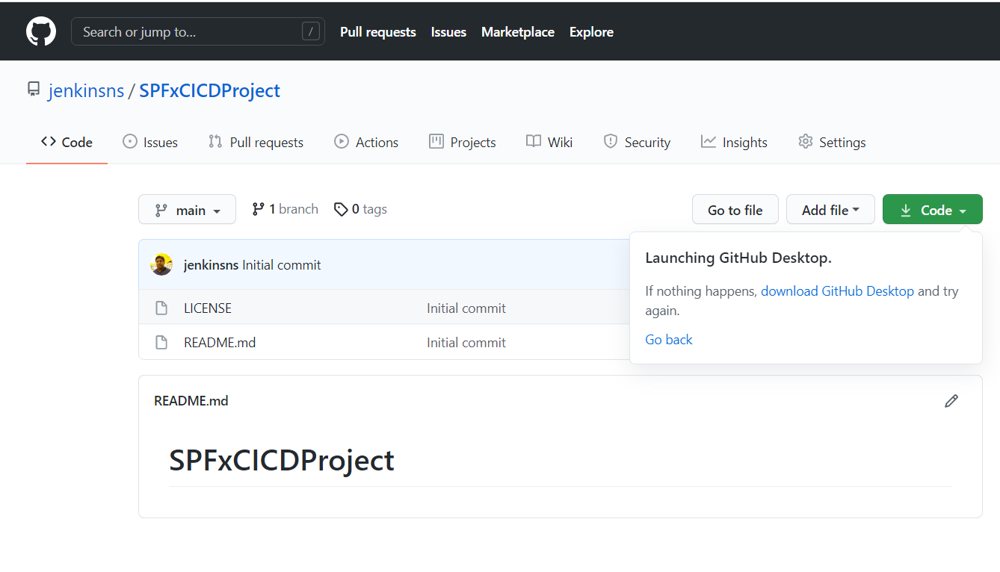 Search or jump to... / Pull requests Issues Marketplace Explore
jenkinsns / SPFxCICDProject
Code Issues Pull requests Actions Projects Wiki Security Insights Settings
main 1 branch 0 tags Go to file Add file Code
jenkinsns Initial commit
LICENSE Initial commit
README.md Initial commit
Launching GitHub Desktop.
If nothing happens, download GitHub Desktop and try
again.
Go back
README.md
SPFxCICDProject